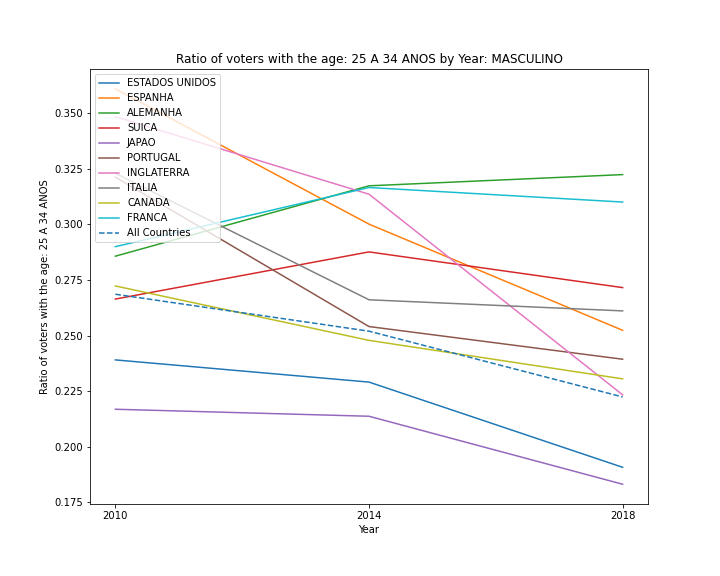 Ratio of voters with the age: 25 A 34 ANOS by Year: MASCULINO
ESTADOS UNIDOS
ESPANHA
ALEMANHA
SUICA
JAPAO
PORTUGAL
INGLATERRA
ITALIA
CANADA
FRANCA
All Countries
Ratio of voters with the age: 25 A 34 ANOS
0.350
0.325
0.300
0.275
0.250
0.225
0.200
0.175
2010
2014
2018
Year